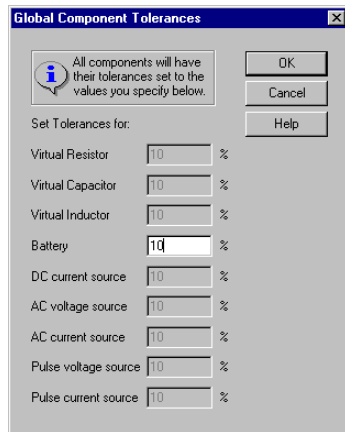 Global Component Tolerances
All components will have
their tolerances set to the
values you specify below.
OK
Cancel
Help
Set Tolerances for:
Virtual Resistor 10 %
Virtual Capacitor 10 %
Virtual Inductor 10 %
Battery 10 %
DC current source 10 %
AC voltage source 10 %
AC current source 10 %
Pulse voltage source 10 %
Pulse current source 10 %